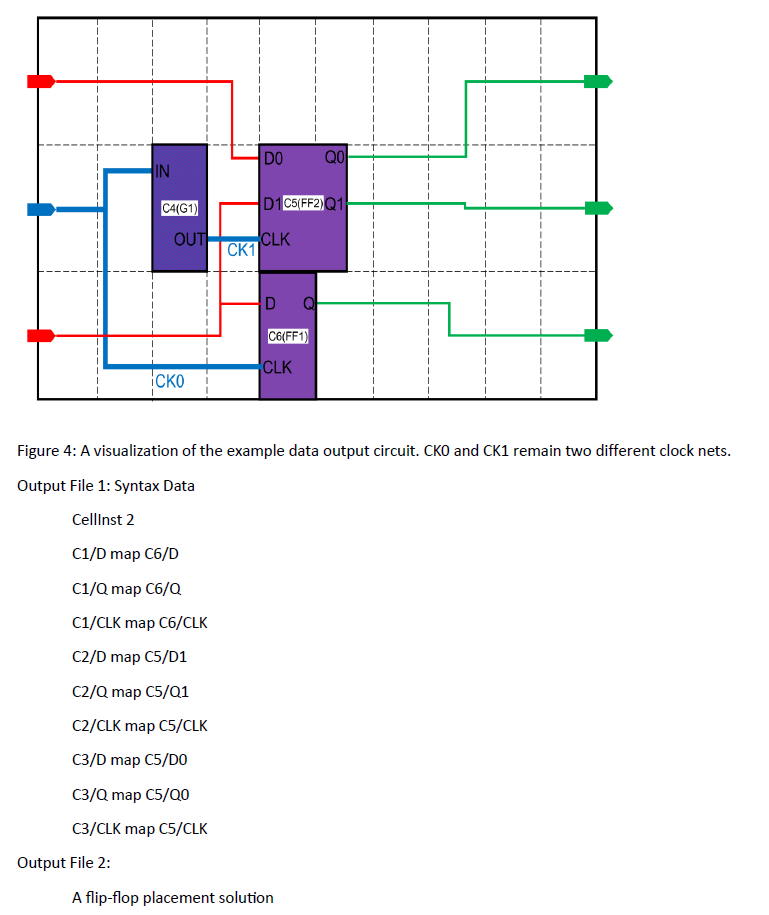 D0 Q0
IN
C4(G1) D1 C5(FF2) Q1
OUT CLK
CK1
D Q
C6(FF1)
CLK
CK0
Figure 4: A visualization of the example data output circuit. CK0 and CK1 remain two different clock nets.
Output File 1: Syntax Data
CellInst 2
C1/D map C6/D
C1/Q map C6/Q
C1/CLK map C6/CLK
C2/D map C5/D1
C2/Q map C5/Q1
C2/CLK map C5/CLK
C3/D map C5/D0
C3/Q map C5/Q0
C3/CLK map C5/CLK
Output File 2:
A flip-flop placement solution